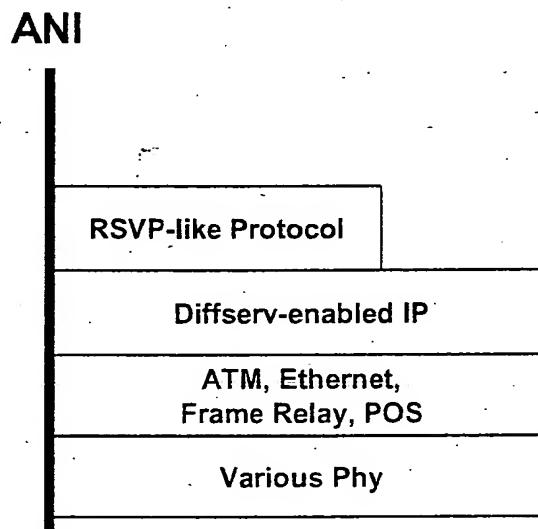 ANI
RSVP-like Protocol
Diffserv-enabled IP
ATM, Ethernet,
Frame Relay, POS
Various Phy